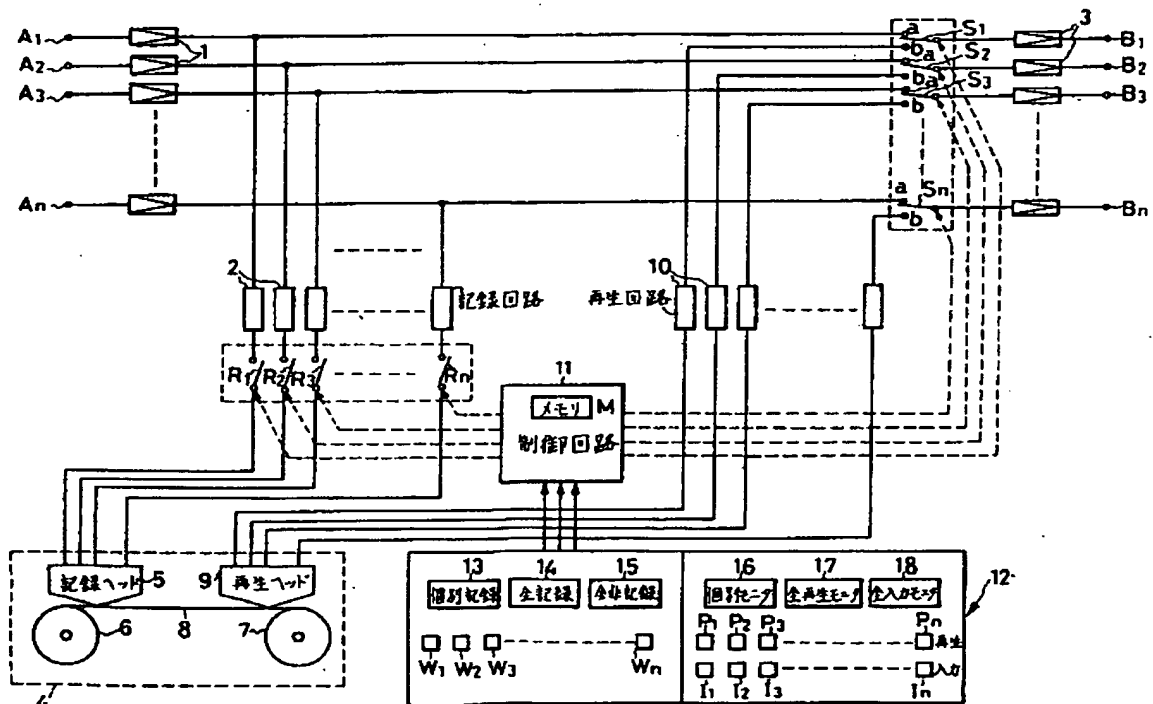 A1 1 a S1 3 B1
A2 b a S2 B2
A3 b a S3 B3
b
An a Sn Bn
b
2 記録回路 再生回路 10
R1 R2 R3 Rn
11
メモリ M
制御回路
記録ヘッド 5 9 再生ヘッド
6 8 7
4
12
13 14 15 16 17 18
個別記録 全記録 全非記録 個別モニタ 全再生モニタ 全入力モニタ
P1 P2 P3 Pn 再生
W1 W2 W3 Wn
入力
I1 I2 I3 In